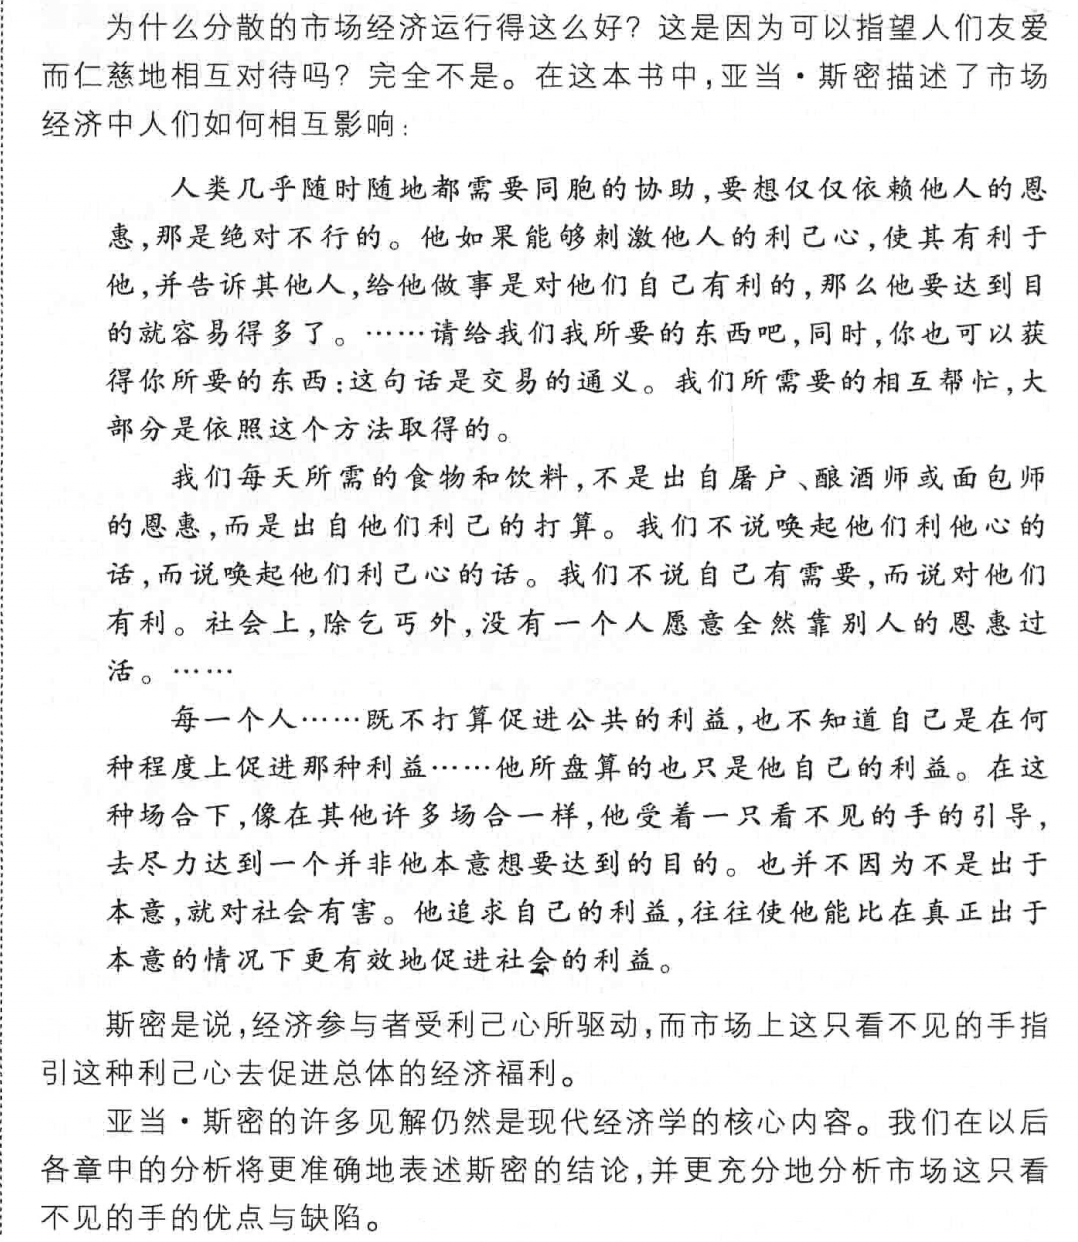 为什么分散的市场经济运行得这么好？这是因为可以指望人们友爱
而仁慈地相互对待吗？完全不是。在这本书中,亚当·斯密描述了市场
经济中人们如何相互影响:
人类几乎随时随地都需要同胞的协助,要想仅仅依赖他人的恩
惠,那是绝对不行的。他如果能够刺激他人的利己心,使其有利于
他,并告诉其他人,给他做事是对他们自己有利的,那么他要达到目
的就容易得多了。……请给我们我所要的东西吧,同时,你也可以获
得你所要的东西:这句话是交易的通义。我们所需要的相互帮忙,大
部分是依照这个方法取得的。
我们每天所需的食物和饮料,不是出自屠户、酿酒师或面包师
的恩惠,而是出自他们利己的打算。我们不说唤起他们利他心的
话,而说唤起他们利己心的话。我们不说自己有需要,而说对他们
有利。社会上,除乞丐外,没有一个人愿意全然靠别人的恩惠过
活。……
每一个人……既不打算促进公共的利益,也不知道自己是在何
种程度上促进那种利益……他所盘算的也只是他自己的利益。在这
种场合下,像在其他许多场合一样,他受着一只看不见的手的引导,
去尽力达到一个并非他本意想要达到的目的。也并不因为不是出于
本意,就对社会有害。他追求自己的利益,往往使他能比在真正出于
本意的情况下更有效地促进社会的利益。
斯密是说,经济参与者受利己心所驱动,而市场上这只看不见的手指
引这种利己心去促进总体的经济福利。
亚当·斯密的许多见解仍然是现代经济学的核心内容。我们在以后
各章中的分析将更准确地表述斯密的结论,并更充分地分析市场这只看
不见的手的优点与缺陷。